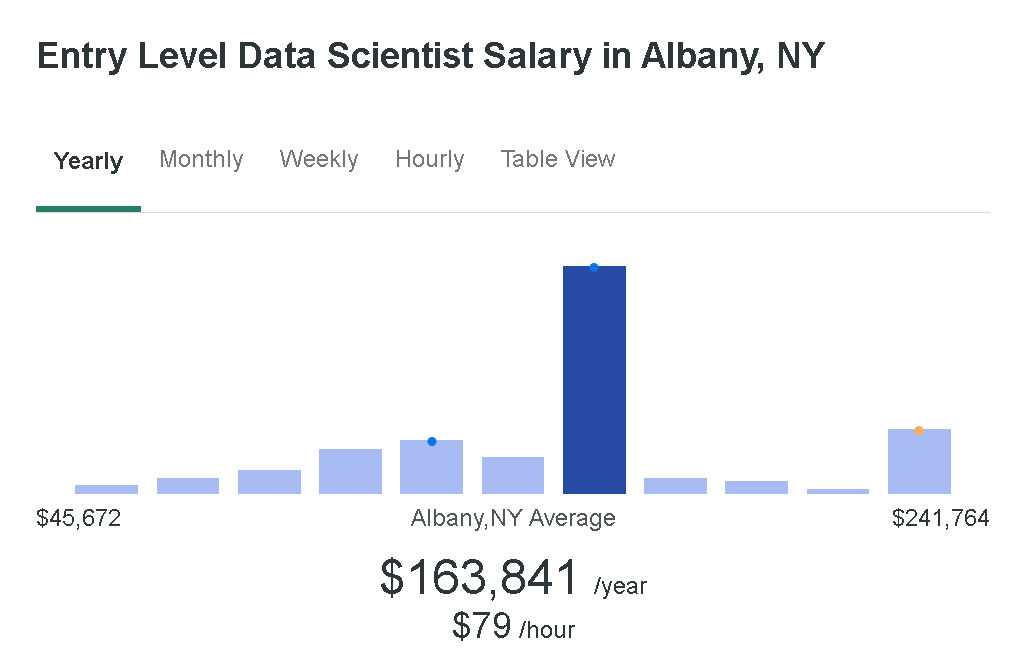 Entry Level Data Scientist Salary in Albany, NY
Yearly Monthly Weekly Hourly Table View
$45,672 Albany,NY Average $241,764
$163,841 /year
$79 /hour